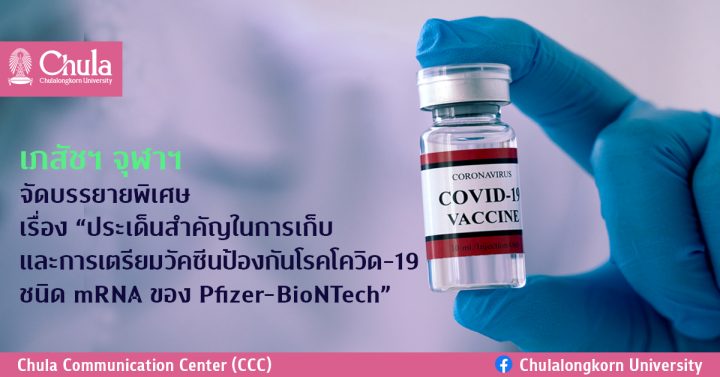 Chula
Chulalongkorn University
เภสัชฯ จุฬาฯ
จัดบรรยายพิเศษ
เรื่อง “ประเด็นสำคัญในการเก็บ
และการเตรียมวัคซีนป้องกันโรคโควิด-19
ชนิด mRNA ของ Pfizer-BioNTech”
CORONAVIRUS
COVID-19
VACCINE
10 ml
Chula Communication Center (CCC)
Chulalongkorn University